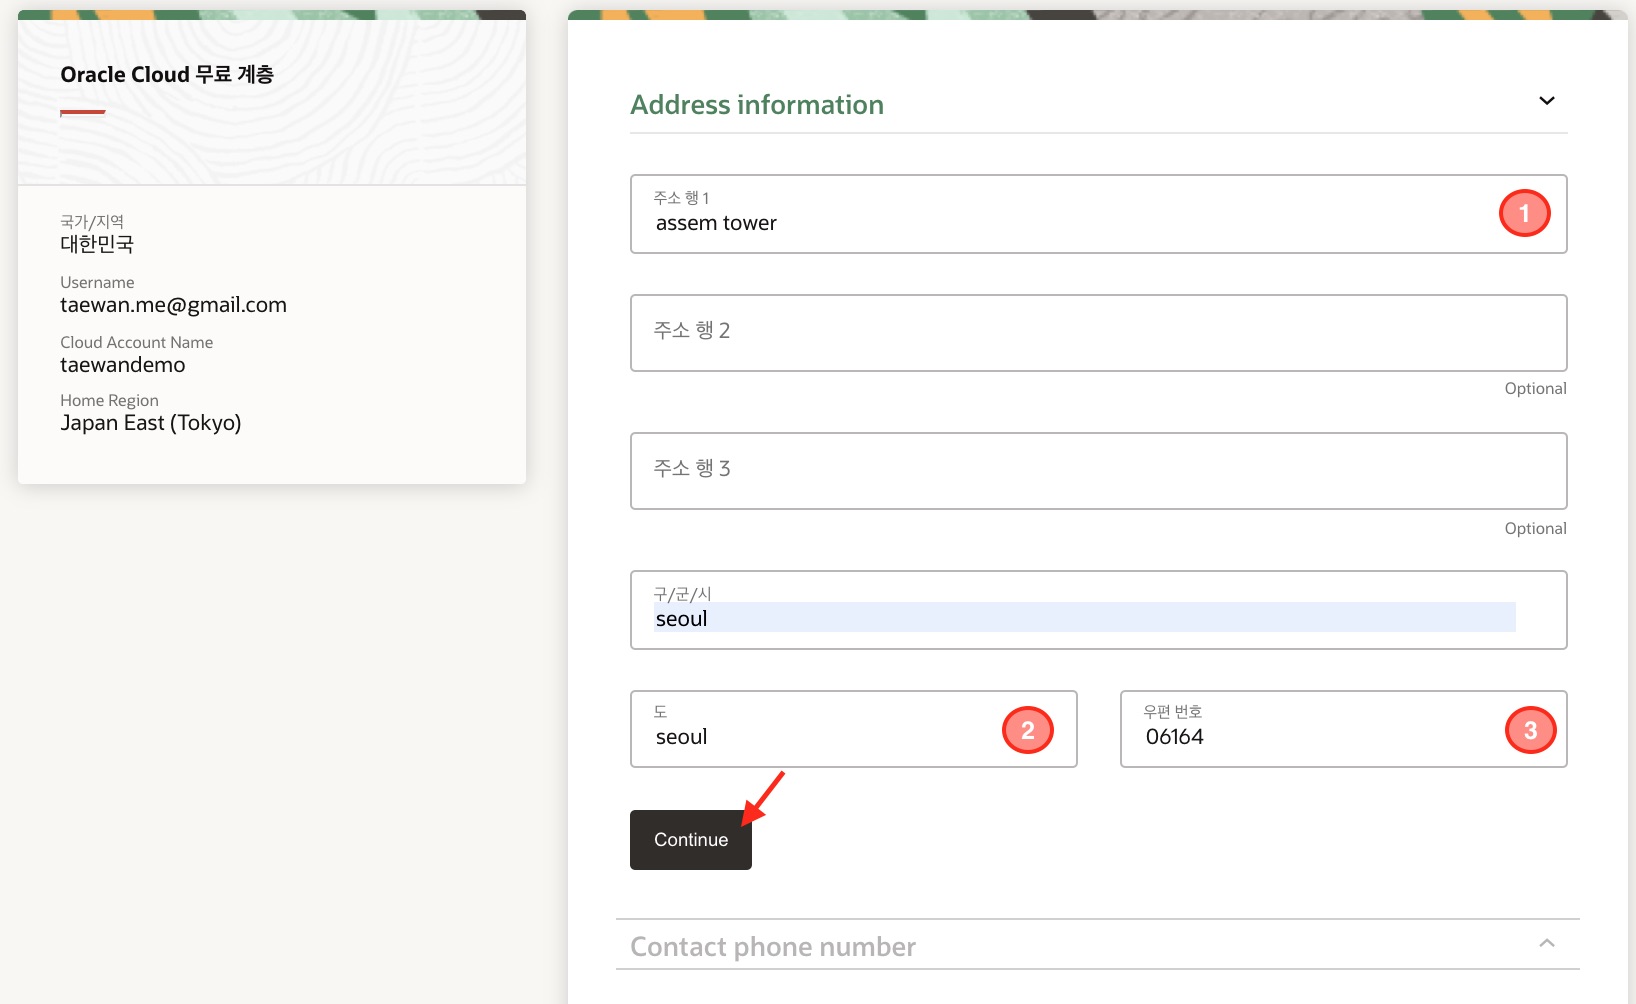 Oracle Cloud 무료 계층
국가/지역
대한민국
Username
taewan.me@gmail.com
Cloud Account Name
taewandemo
Home Region
Japan East (Tokyo)
Address information
주소 행 1
assem tower
1
주소 행 2
Optional
주소 행 3
Optional
구/군/시
seoul
도
seoul
2
우편 번호
06164
3
Continue
Contact phone number